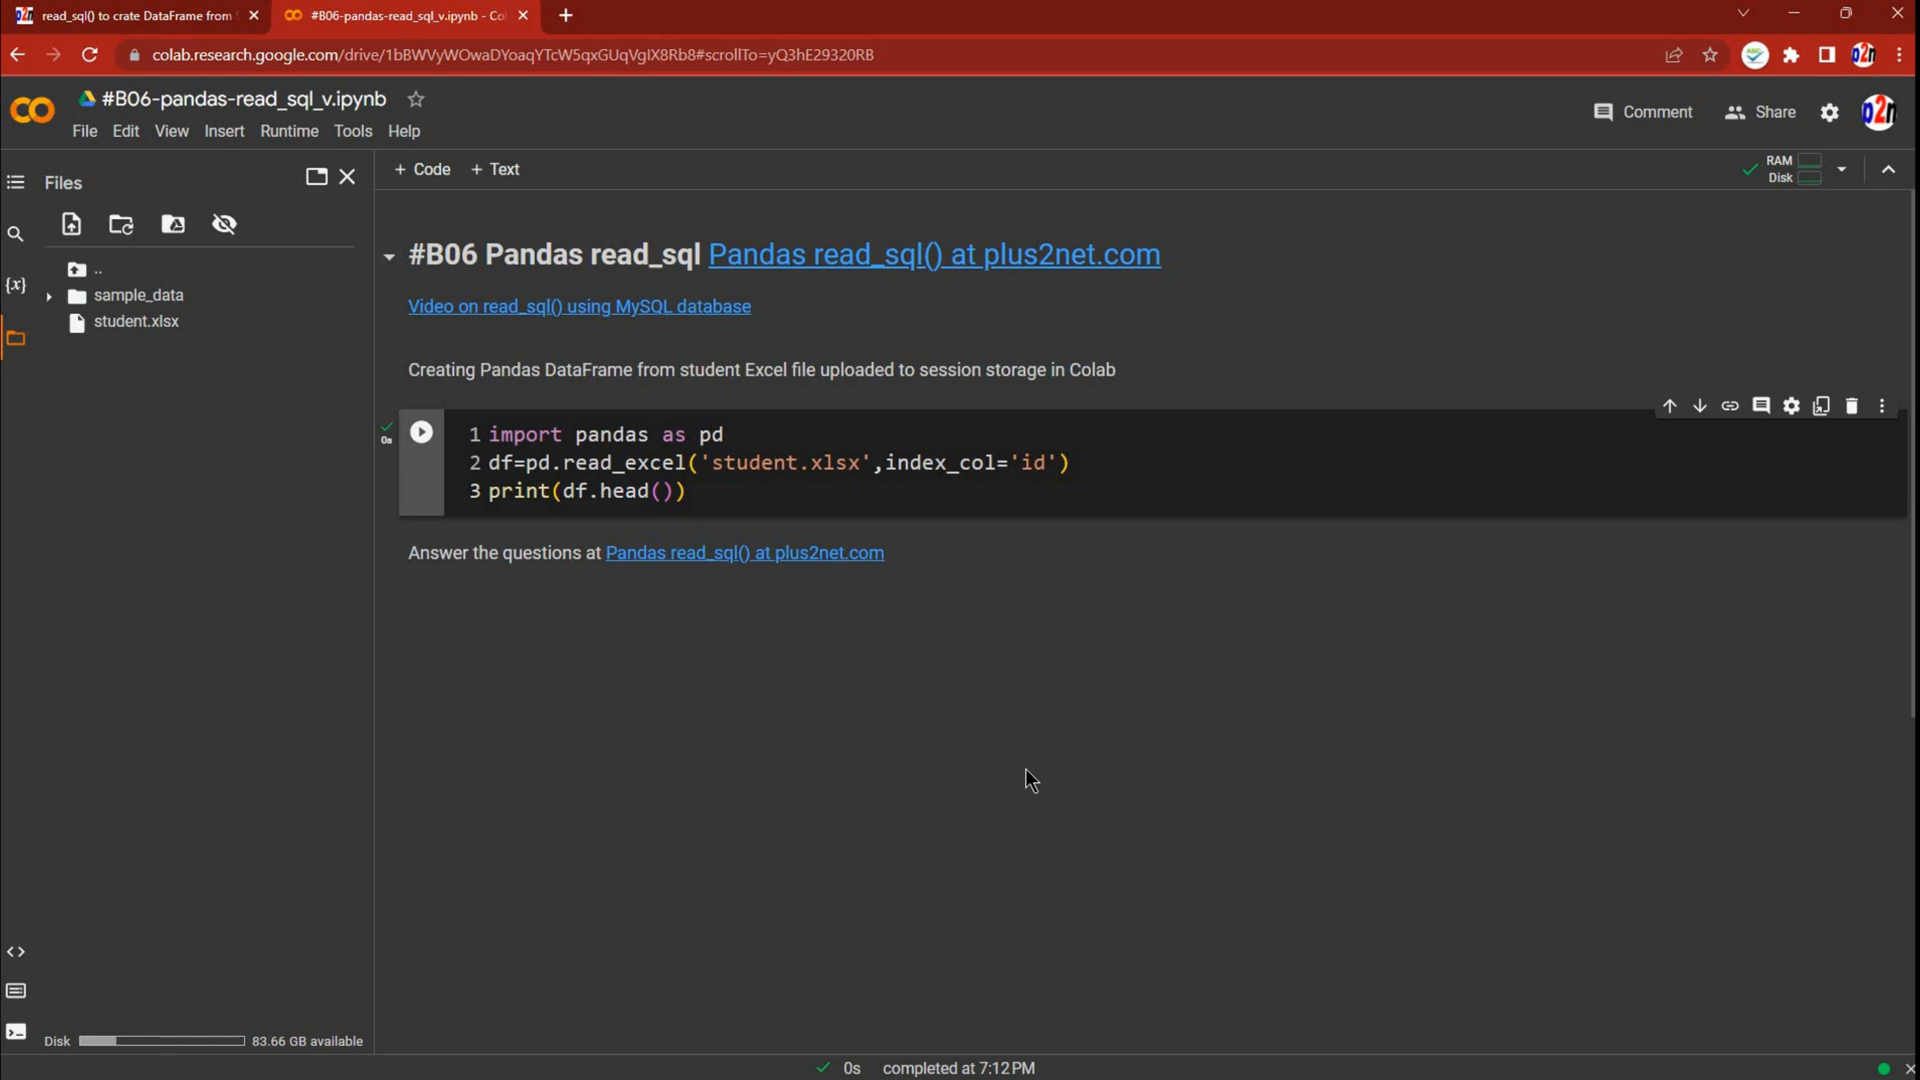 read_sql() to crate DataFrame from
#B06-pandas-read_sql_v.ipynb - Co
colab.research.google.com/drive/1bBWVyWOwaDYoaqYTcW5qxGUqVgIX8Rb8#scrollTo=yQ3hE29320RB
#B06-pandas-read_sql_v.ipynb
File Edit View Insert Runtime Tools Help
Comment
Share
Files
+ Code + Text
RAM
Disk
..
sample_data
student.xlsx
{x}
#B06 Pandas read_sql Pandas read_sql() at plus2net.com
Video on read_sql() using MySQL database
Creating Pandas DataFrame from student Excel file uploaded to session storage in Colab
0s
1 import pandas as pd
2 df=pd.read_excel('student.xlsx',index_col='id')
3 print(df.head())
Answer the questions at Pandas read_sql() at plus2net.com
Disk 83.66 GB available
0s completed at 7:12 PM